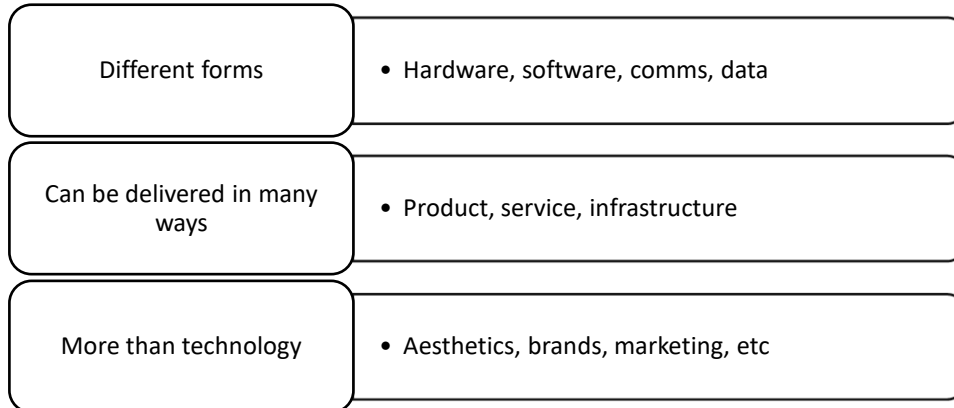 Different forms
• Hardware, software, comms, data
Can be delivered in many
ways
• Product, service, infrastructure
More than technology
• Aesthetics, brands, marketing, etc